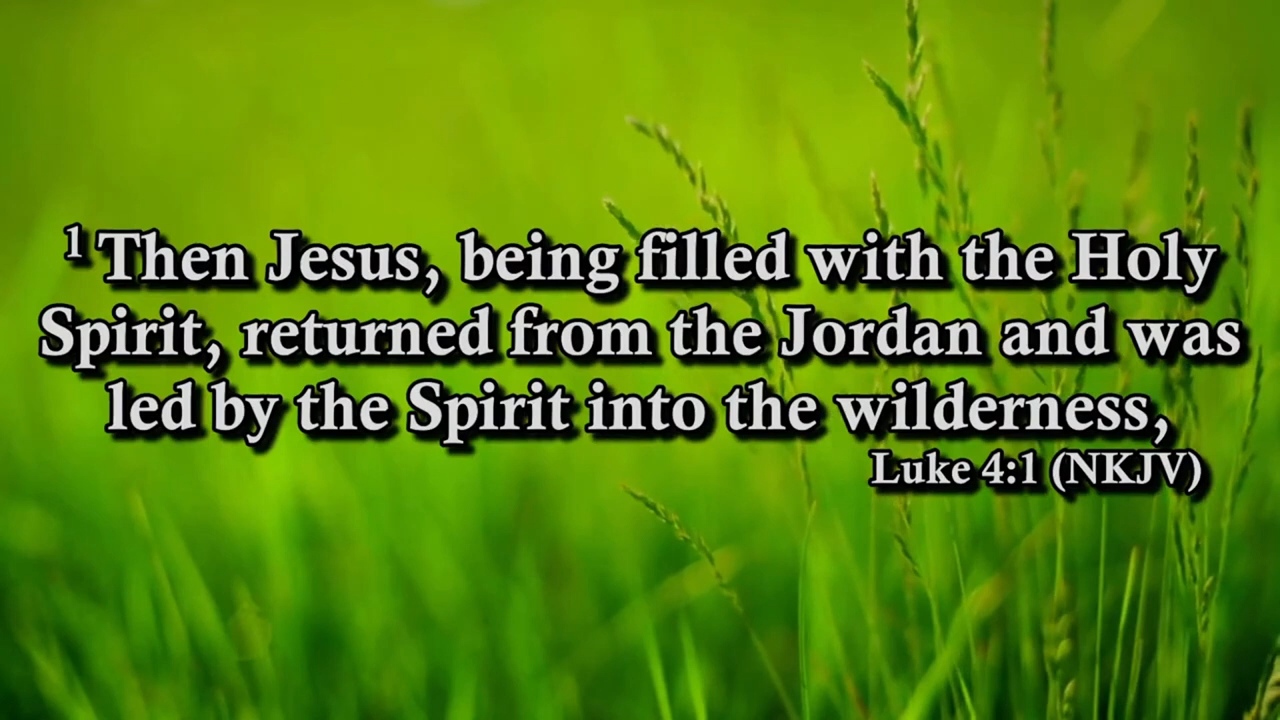 1 Then Jesus, being filled with the Holy
Spirit, returned from the Jordan and was
led by the Spirit into the wilderness,
Luke 4:1 (NKJV)